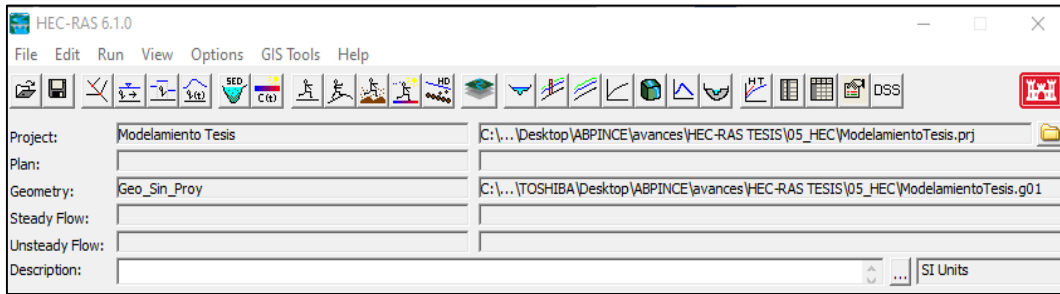 HEC-RAS 6.1.0
File Edit Run View Options GIS Tools Help
SED C(t) HD HT DSS
Project: Modelamiento Tesis C:\...\Desktop\ABPINCE\avances\HEC-RAS TESIS\05_HEC\ModelamientoTesis.prj
Plan:
Geometry: Geo_Sin_Proy C:\...\TOSHIBA\Desktop\ABPINCE\avances\HEC-RAS TESIS\05_HEC\ModelamientoTesis.g01
Steady Flow:
Unsteady Flow:
Description: ... SI Units